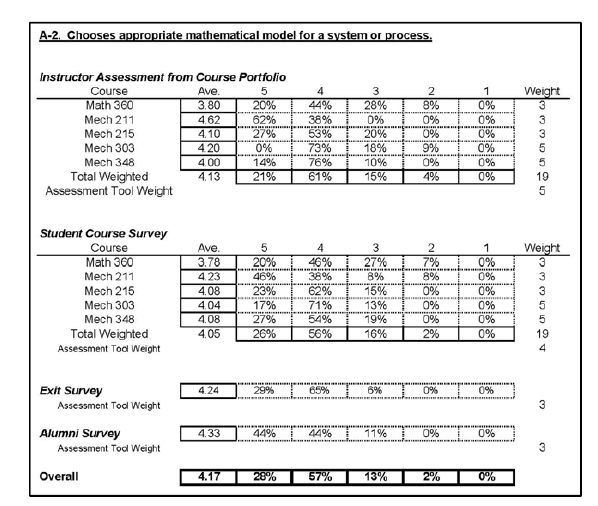 A-2. Chooses appropriate mathematical model for a system or process.
Instructor Assessment from Course Portfolio
Course Ave. 5 4 3 2 1 Weight
Math 360 3.80 20% 44% 28% 8% 0% 3
Mech 211 4.62 62% 38% 0% 0% 0% 3
Mech 215 4.10 27% 53% 20% 0% 0% 3
Mech 303 4.20 0% 73% 18% 9% 0% 5
Mech 348 4.00 14% 76% 10% 0% 0% 5
Total Weighted 4.13 21% 61% 15% 4% 0% 19
Assessment Tool Weight 5
Student Course Survey
Course Ave. 5 4 3 2 1 Weight
Math 360 3.78 20% 46% 27% 7% 0% 3
Mech 211 4.23 46% 38% 8% 8% 0% 3
Mech 215 4.08 23% 62% 15% 0% 0% 3
Mech 303 4.04 17% 71% 13% 0% 0% 5
Mech 348 4.08 27% 54% 19% 0% 0% 5
Total Weighted 4.05 26% 56% 16% 2% 0% 19
Assessment Tool Weight 4
Exit Survey 4.24 29% 65% 6% 0% 0%
Assessment Tool Weight 3
Alumni Survey 4.33 44% 44% 11% 0% 0%
Assessment Tool Weight 3
Overall 4.17 28% 57% 13% 2% 0%